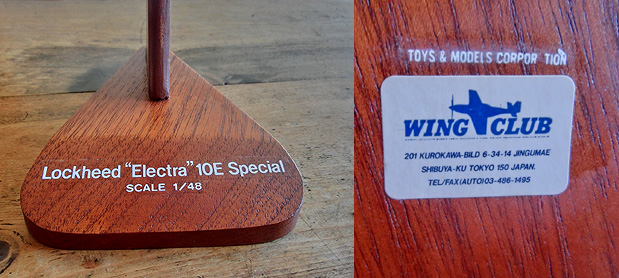 Lockheed "Electra" 10E Special
SCALE 1/48
TOYS & MODELS CORPOR TION
WING CLUB
201 KUROKAWA-BILD 6-34-14 JINGUMAE
SHIBUYA-KU TOKYO 150 JAPAN.
TEL/FAX(AUTO)03-486-1495